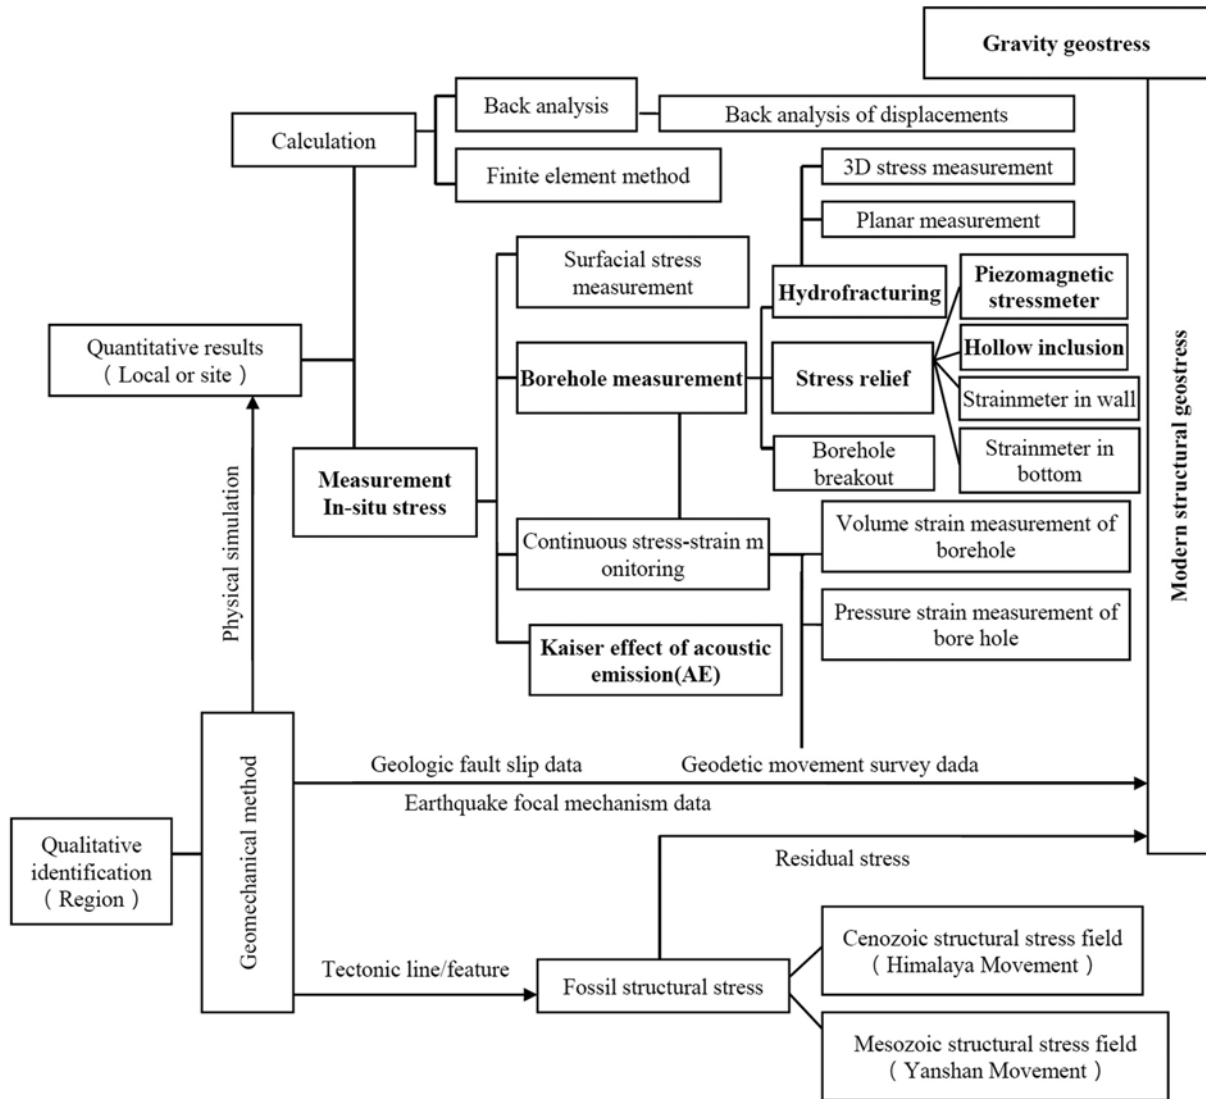 Gravity geostress
Back analysis
Back analysis of displacements
Calculation
Finite element method
3D stress measurement
Planar measurement
Surfacial stress
measurement
Hydrofracturing
Piezomagnetic
stressmeter
Quantitative results
( Local or site )
Hollow inclusion
Borehole measurement
Stress relief
Strainmeter in wall
Borehole
breakout
Strainmeter in
bottom
Measurement
In-situ stress
Continuous stress-strain m
onitoring
Volume strain measurement of
borehole
Pressure strain measurement of
bore hole
Kaiser effect of acoustic
emission(AE)
Modern structural geostress
Physical simulation
Geomechanical method
Geologic fault slip data
Geodetic movement survey dada
Earthquake focal mechanism data
Qualitative
identification
( Region )
Residual stress
Tectonic line/feature
Fossil structural stress
Cenozoic structural stress field
( Himalaya Movement )
Mesozoic structural stress field
( Yanshan Movement )